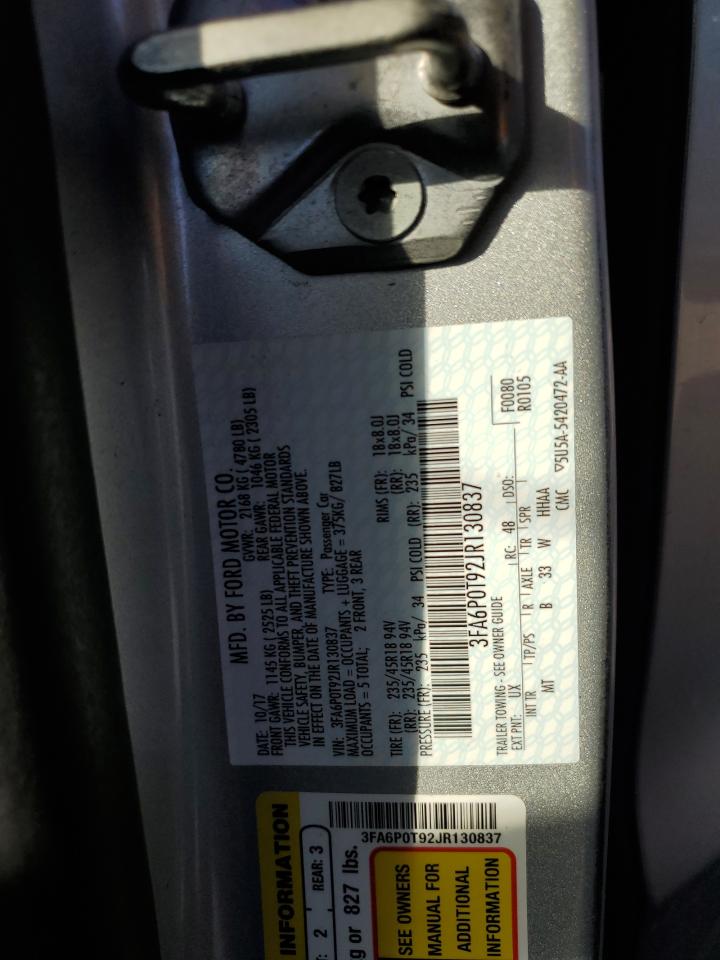 MFD. BY FORD MOTOR CO.
DATE: 10/17 GVWR: 2168 KG ( 4780 LB)
FRONT GAWR: 1145 KG ( 2525 LB) REAR GAWR: 1046 KG ( 2305 LB)
THIS VEHICLE CONFORMS TO ALL APPLICABLE FEDERAL MOTOR
VEHICLE SAFETY, BUMPER, AND THEFT PREVENTION STANDARDS
IN EFFECT ON THE DATE OF MANUFACTURE SHOWN ABOVE.
VIN: 3FA6P0T92JR130837 TYPE: Passenger Car
MAXIMUM LOAD = OCCUPANTS + LUGGAGE = 375KG/ 827LB
OCCUPANTS = 5 TOTAL: 2 FRONT, 3 REAR
TIRE (FR): 235/45R18 94V RIMS (FR): 18x8.0J
(RR): 235/45R18 94V (RR): 18x8.0J
PRESSURE (FR): 235 kPa/ 34 PSI COLD (RR): 235 kPa/ 34 PSI COLD
3FA6P0T92JR130837
F0080
R0105
TRAILER TOWING - SEE OWNER GUIDE
EXT PNT: UX RC: 48 DSO:
INT TR TP/PS R AXLE TR SPR
MT B 33 W HHAA
CMC ▽5U5A-5420472-AA
INFORMATION
2 REAR: 3
g or 827 lbs.
3FA6P0T92JR130837
SEE OWNERS
MANUAL FOR
ADDITIONAL
INFORMATION